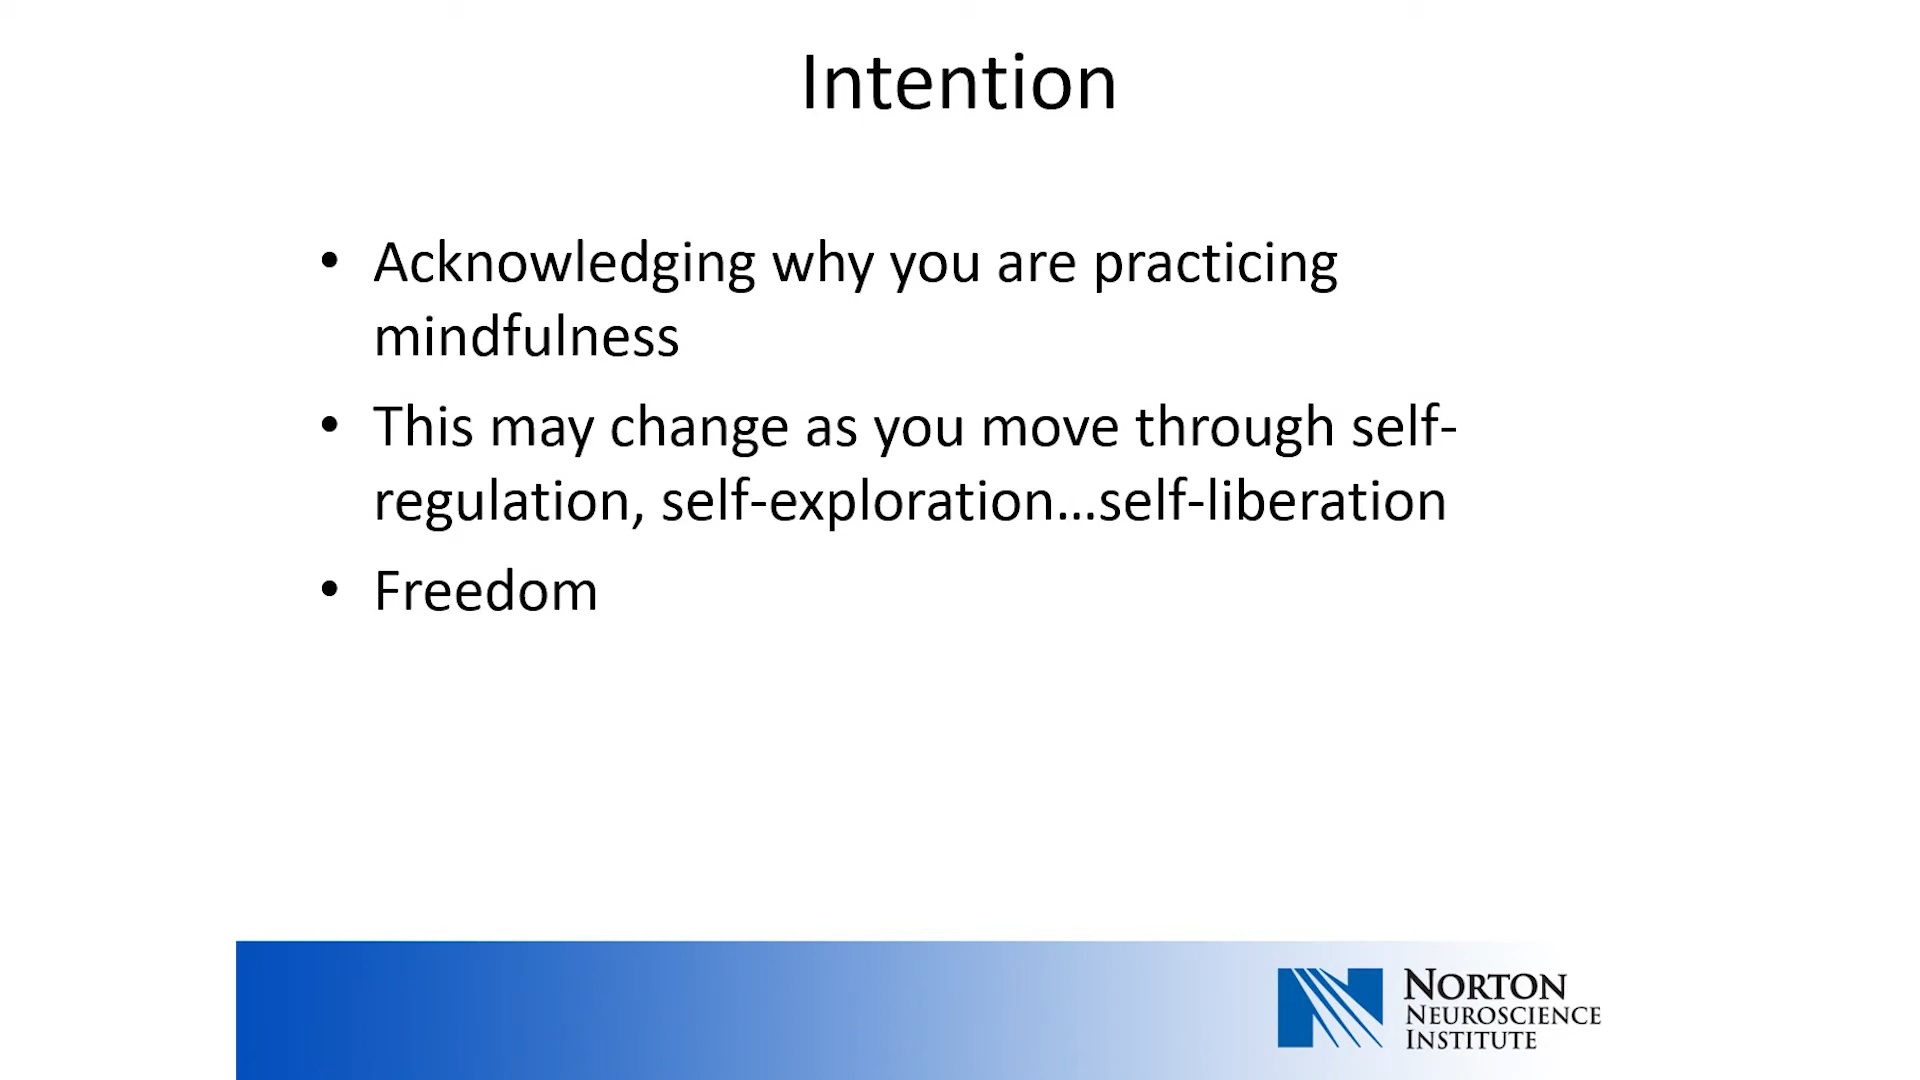 Intention
• Acknowledging why you are practicing
mindfulness
• This may change as you move through self-
regulation, self-exploration...self-liberation
• Freedom
NORTON
NEUROSCIENCE
INSTITUTE